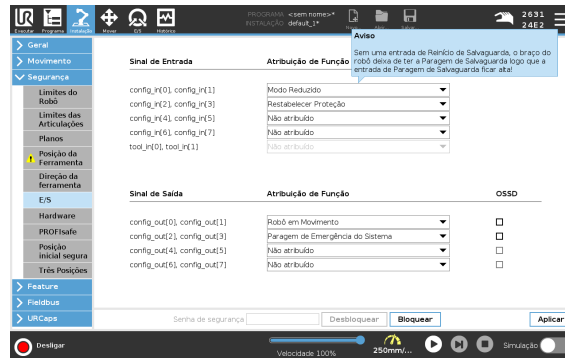 PROGRAMA <sem nome>*
INSTALAÇÃO default_1*
2631
24E2
Executar Programa Instalação Mover E/S Histórico
Novo... Abrir... Salvar...
Aviso
Sem uma entrada de Reinício de Salvaguarda, o braço do
robô deixa de ter a Paragem de Salvaguarda logo que a
entrada de Paragem de Salvaguarda ficar alta!
Geral
Movimento
Segurança
Limites do
Robô
Limites das
Articulações
Planos
Posição da
Ferramenta
Direção da
ferramenta
E/S
Hardware
PROFIsafe
Posição
inicial segura
Três Posições
Feature
Fieldbus
URCaps
Sinal de Entrada Atribuição de Função
config_in[0], config_in[1] Modo Reduzido
config_in[2], config_in[3] Restabelecer Proteção
config_in[4], config_in[5] Não atribuído
config_in[6], config_in[7] Não atribuído
tool_in[0], tool_in[1] Não atribuído
Sinal de Saída Atribuição de Função OSSD
config_out[0], config_out[1] Robô em Movimento
config_out[2], config_out[3] Paragem de Emergência do Sistema
config_out[4], config_out[5] Não atribuído
config_out[6], config_out[7] Não atribuído
Senha de segurança Desbloquear Bloquear Aplicar
Desligar
Velocidade 100%
250mm/...
Simulação